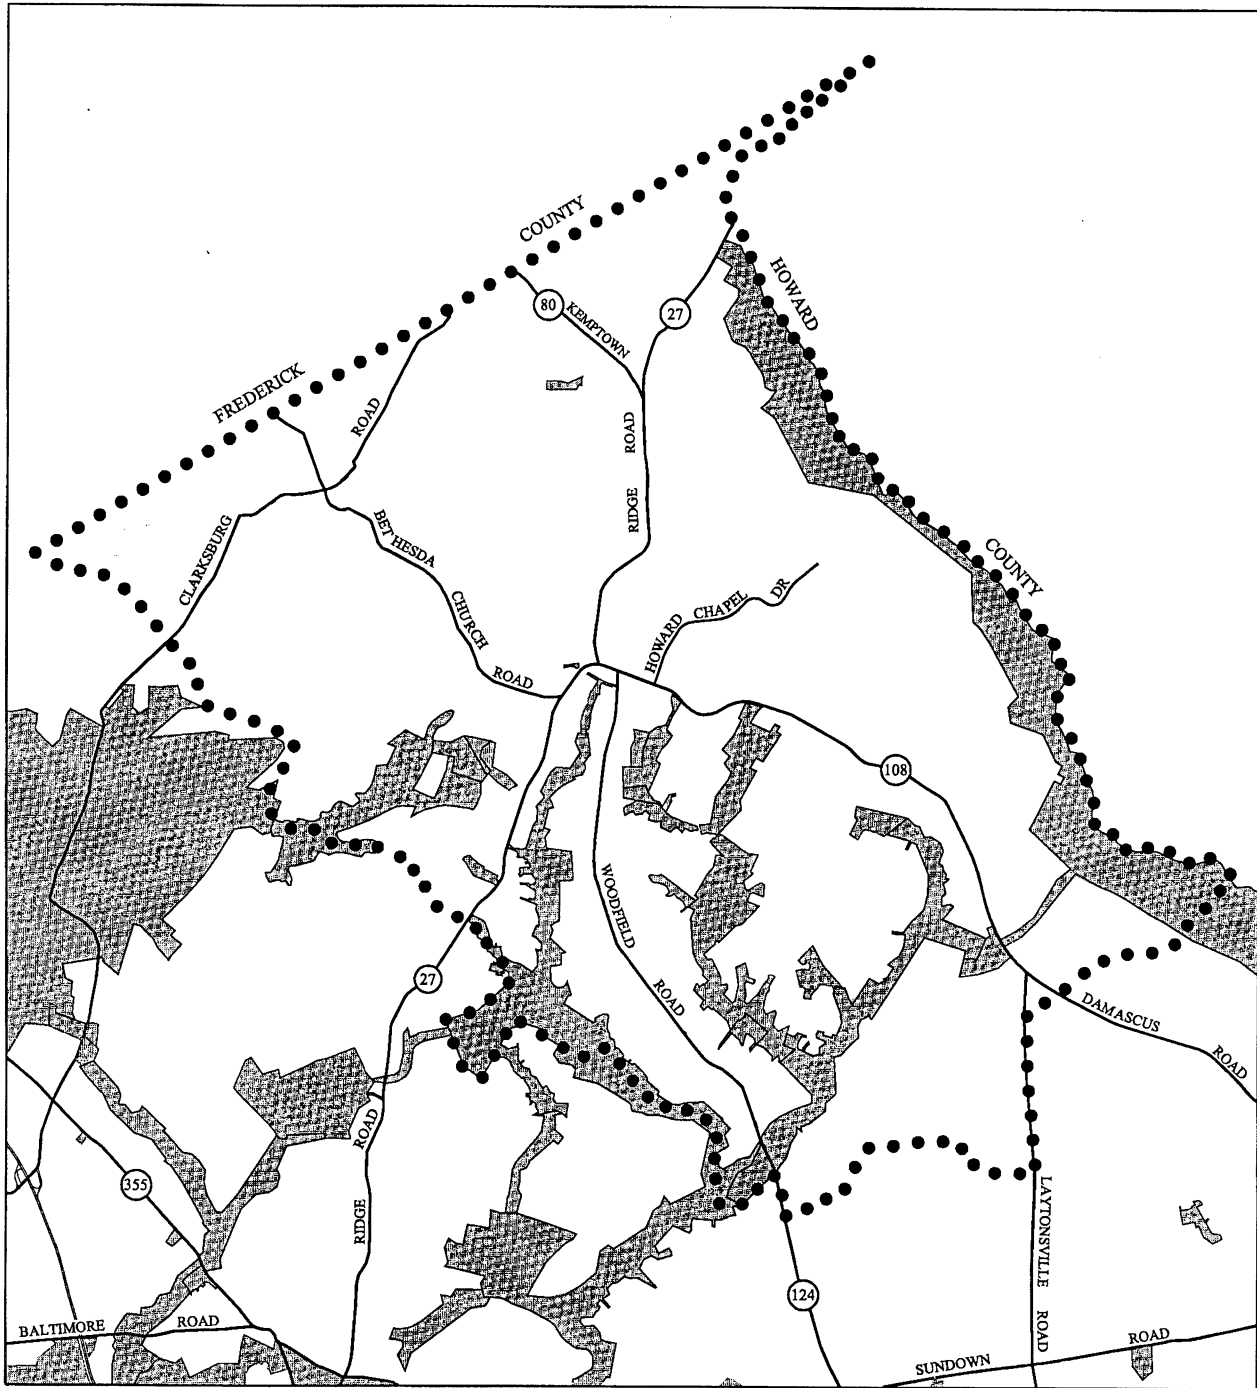 COUNTY
HOWARD
80
KEMPTOWN
27
FREDERICK
ROAD
ROAD
RIDGE
CLARKSBURG
BETHESDA
CHURCH
ROAD
COUNTY
HOWARD CHAPEL DR
108
WOODFIELD
ROAD
27
DAMASCUS
ROAD
ROAD
RIDGE
355
LAYTONSVILLE
ROAD
124
BALTIMORE ROAD
SUNDOWN ROAD